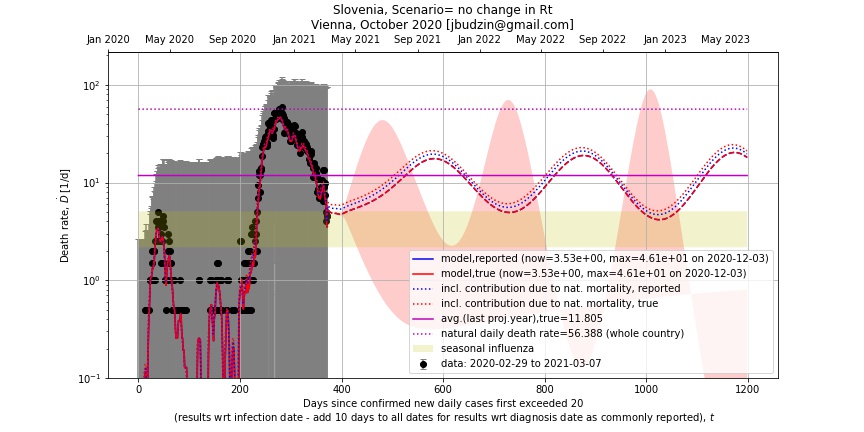 Slovenia, Scenario= no change in Rt
Vienna, October 2020 [jbudzin@gmail.com]
Jan 2020 May 2020 Sep 2020 Jan 2021 May 2021 Sep 2021 Jan 2022 May 2022 Sep 2022 Jan 2023 May 2023
Death rate, D [1/d]
10²
10¹
10⁰
10⁻¹
model,reported (now=3.53e+00, max=4.61e+01 on 2020-12-03)
model,true (now=3.53e+00, max=4.61e+01 on 2020-12-03)
incl. contribution due to nat. mortality, reported
incl. contribution due to nat. mortality, true
avg.(last proj.year),true=11.805
natural daily death rate=56.388 (whole country)
seasonal influenza
data: 2020-02-29 to 2021-03-07
0 200 400 600 800 1000 1200
Days since confirmed new daily cases first exceeded 20
(results wrt infection date - add 10 days to all dates for results wrt diagnosis date as commonly reported), t